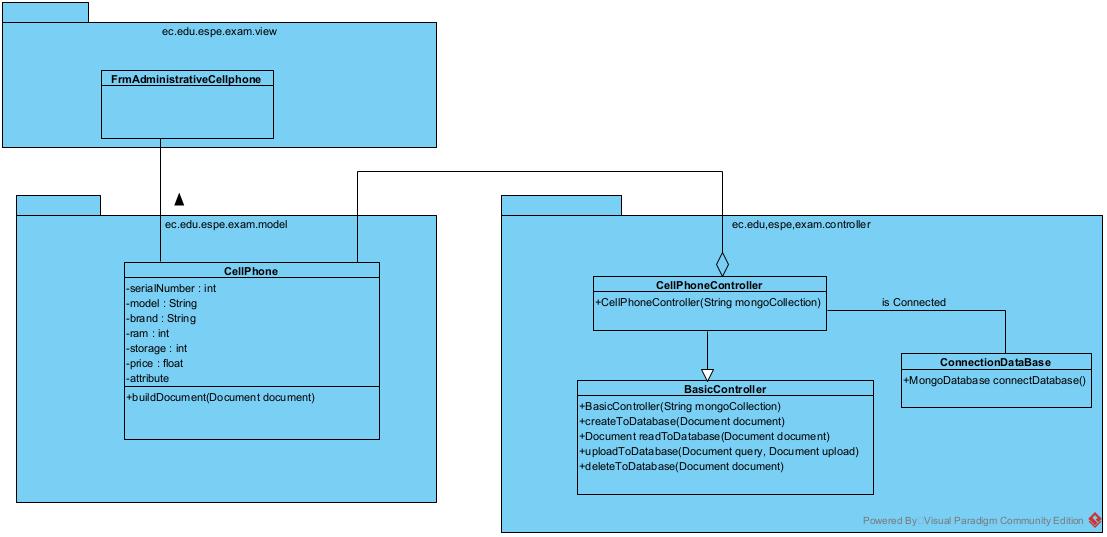 ec.edu.espe.exam.view
FrmAdministrativeCellphone
ec.edu.espe.exam.model
CellPhone
-serialNumber : int
-model : String
-brand : String
-ram : int
-storage : int
-price : float
-attribute
+buildDocument(Document document)
ec.edu,espe,exam.controller
CellPhoneController
+CellPhoneController(String mongoCollection)
is Connected
ConnectionDataBase
+MongoDatabase connectDatabase()
BasicController
+BasicController(String mongoCollection)
+createToDatabase(Document document)
+Document readToDatabase(Document document)
+uploadToDatabase(Document query, Document upload)
+deleteToDatabase(Document document)
Powered By Visual Paradigm Community Edition